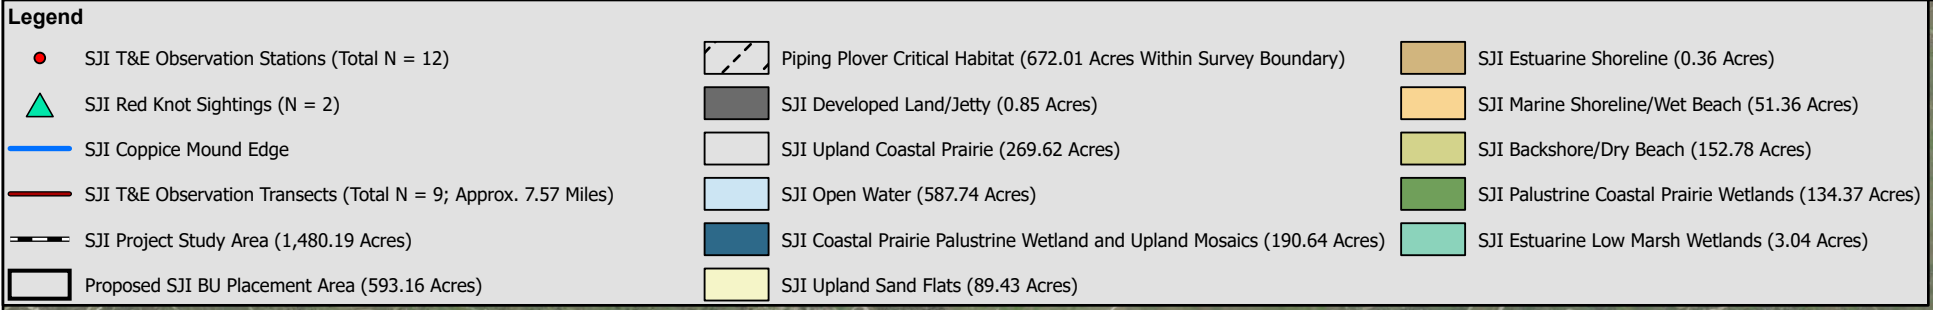 Legend
SJI T&E Observation Stations (Total N = 12)
SJI Red Knot Sightings (N = 2)
SJI Coppice Mound Edge
SJI T&E Observation Transects (Total N = 9; Approx. 7.57 Miles)
SJI Project Study Area (1,480.19 Acres)
Proposed SJI BU Placement Area (593.16 Acres)
Piping Plover Critical Habitat (672.01 Acres Within Survey Boundary)
SJI Developed Land/Jetty (0.85 Acres)
SJI Upland Coastal Prairie (269.62 Acres)
SJI Open Water (587.74 Acres)
SJI Coastal Prairie Palustrine Wetland and Upland Mosaics (190.64 Acres)
SJI Upland Sand Flats (89.43 Acres)
SJI Estuarine Shoreline (0.36 Acres)
SJI Marine Shoreline/Wet Beach (51.36 Acres)
SJI Backshore/Dry Beach (152.78 Acres)
SJI Palustrine Coastal Prairie Wetlands (134.37 Acres)
SJI Estuarine Low Marsh Wetlands (3.04 Acres)